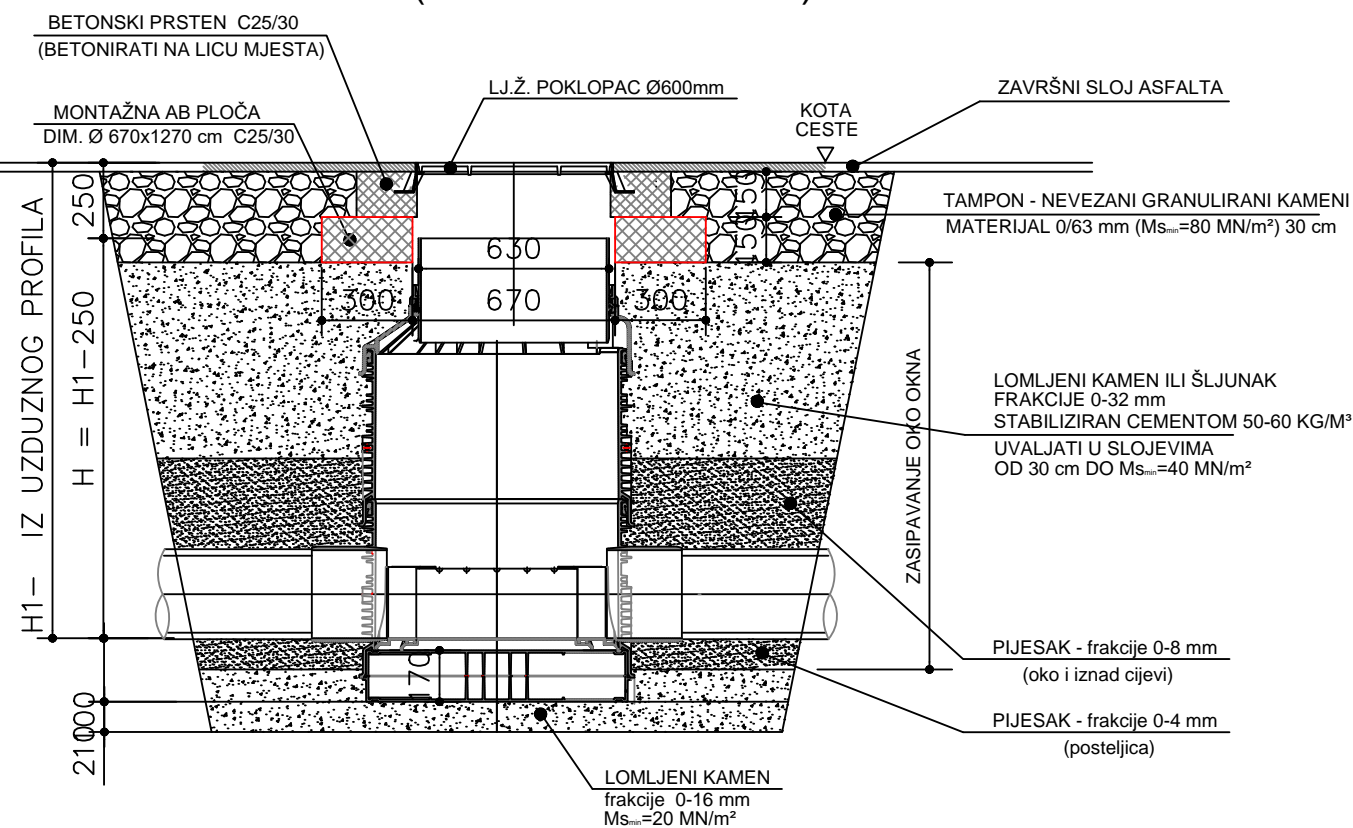 BETONSKI PRSTEN C25/30
(BETONIRATI NA LICU MJESTA)
MONTAŽNA AB PLOČA
DIM. Ø 670x1270 cm C25/30
LJ.Ž. POKLOPAC Ø600mm
KOTA
CESTE
ZAVRŠNI SLOJ ASFALTA
TAMPON - NEVEZANI GRANULIRANI KAMENI
MATERIJAL 0/63 mm (Msmin=80 MN/m²) 30 cm
250
150
150
630
300
670
300
H1- IZ UZDUZNOG PROFILA
H = H1-250
ZASIPAVANJE OKO OKNA
LOMLJENI KAMEN ILI ŠLJUNAK
FRAKCIJE 0-32 mm
STABILIZIRAN CEMENTOM 50-60 KG/M³
UVALJATI U SLOJEVIMA
OD 30 cm DO Msmin=40 MN/m²
PIJESAK - frakcije 0-8 mm
(oko i iznad cijevi)
170
PIJESAK - frakcije 0-4 mm
(posteljica)
LOMLJENI KAMEN
frakcije 0-16 mm
Msmin=20 MN/m²